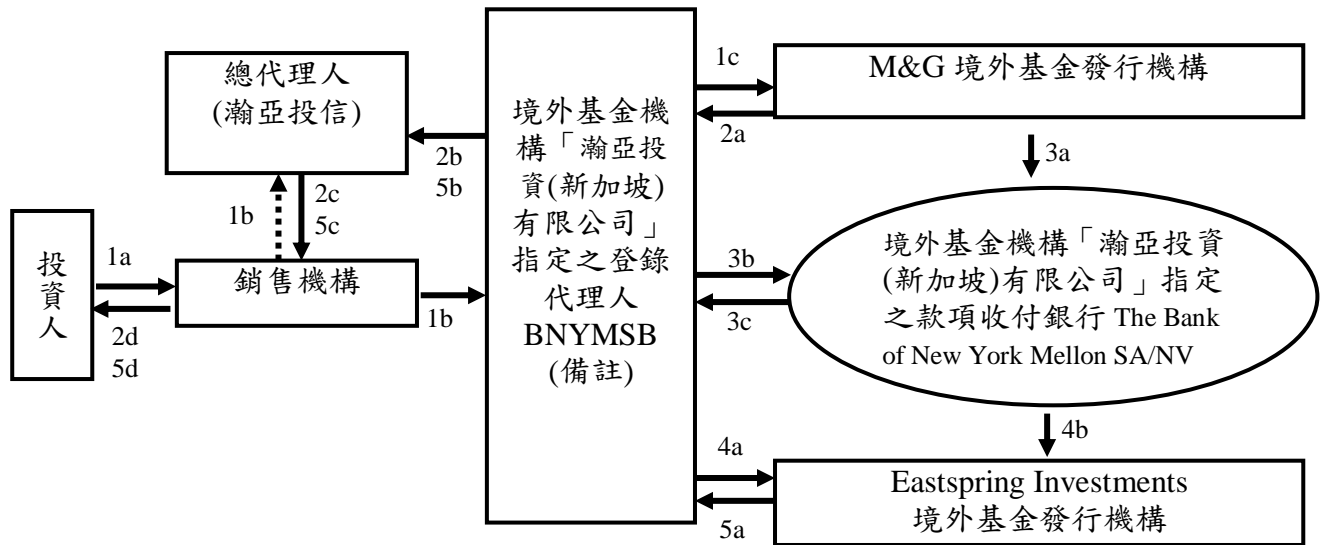 投
資
人
1a
2d
5d
總代理人
(瀚亞投信)
1b
2c
5c
銷售機構
1b
2b
5b
境外基金機
構「瀚亞投
資(新加坡)
有限公司」
指定之登錄
代理人
BNYMSB
(備註)
1c
2a
M&G 境外基金發行機構
3a
3b
3c
境外基金機構「瀚亞投資
(新加坡)有限公司」指定
之款項收付銀行 The Bank
of New York Mellon SA/NV
4b
4a
5a
Eastspring Investments
境外基金發行機構